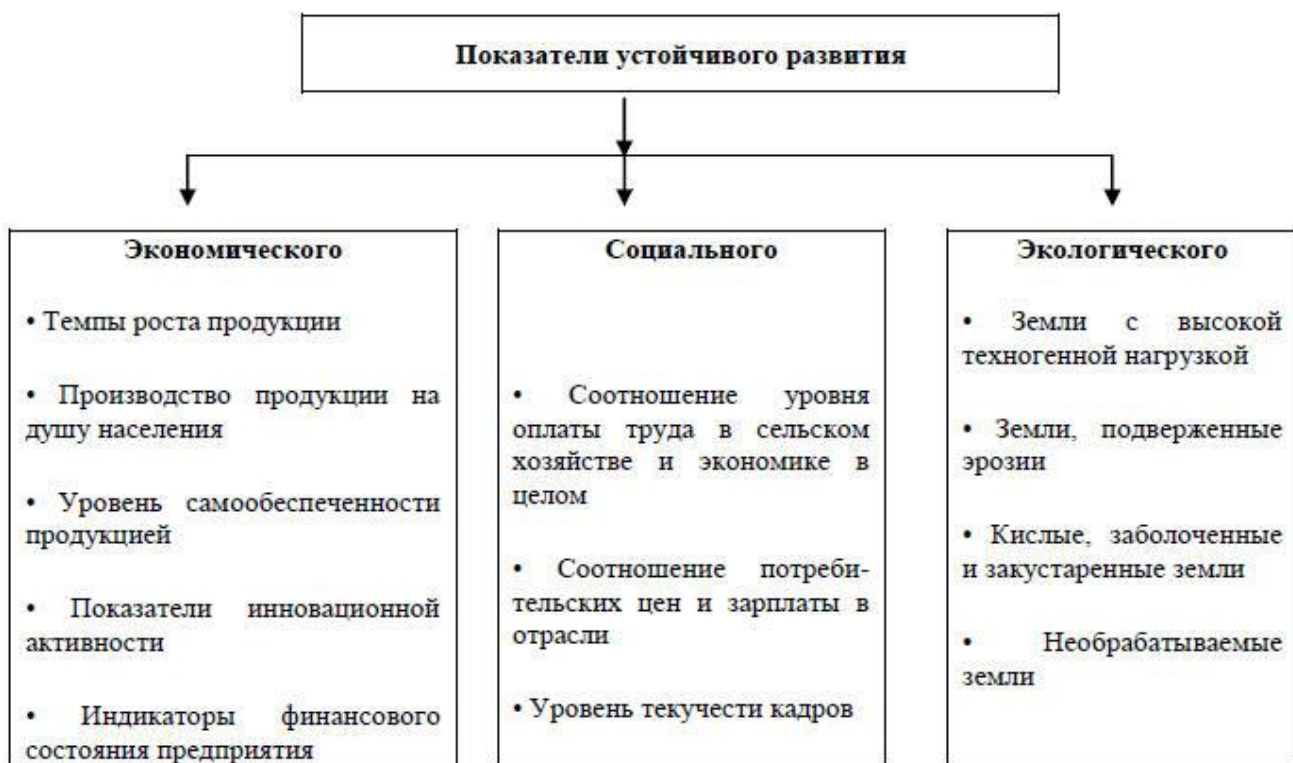 Показатели устойчивого развития
Экономического
• Темпы роста продукции
• Производство продукции на
душу населения
• Уровень самообеспеченности
продукцией
• Показатели инновационной
активности
• Индикаторы финансового
состояния предприятия
Социального
• Соотношение уровня
оплаты труда в сельском
хозяйстве и экономике в
целом
• Соотношение потреби-
тельских цен и зарплаты в
отрасли
• Уровень текучести кадров
Экологического
• Земли с высокой
техногенной нагрузкой
• Земли, подверженные
эрозии
• Кислые, заболоченные
и закустаренные земли
• Необрабатываемые
земли